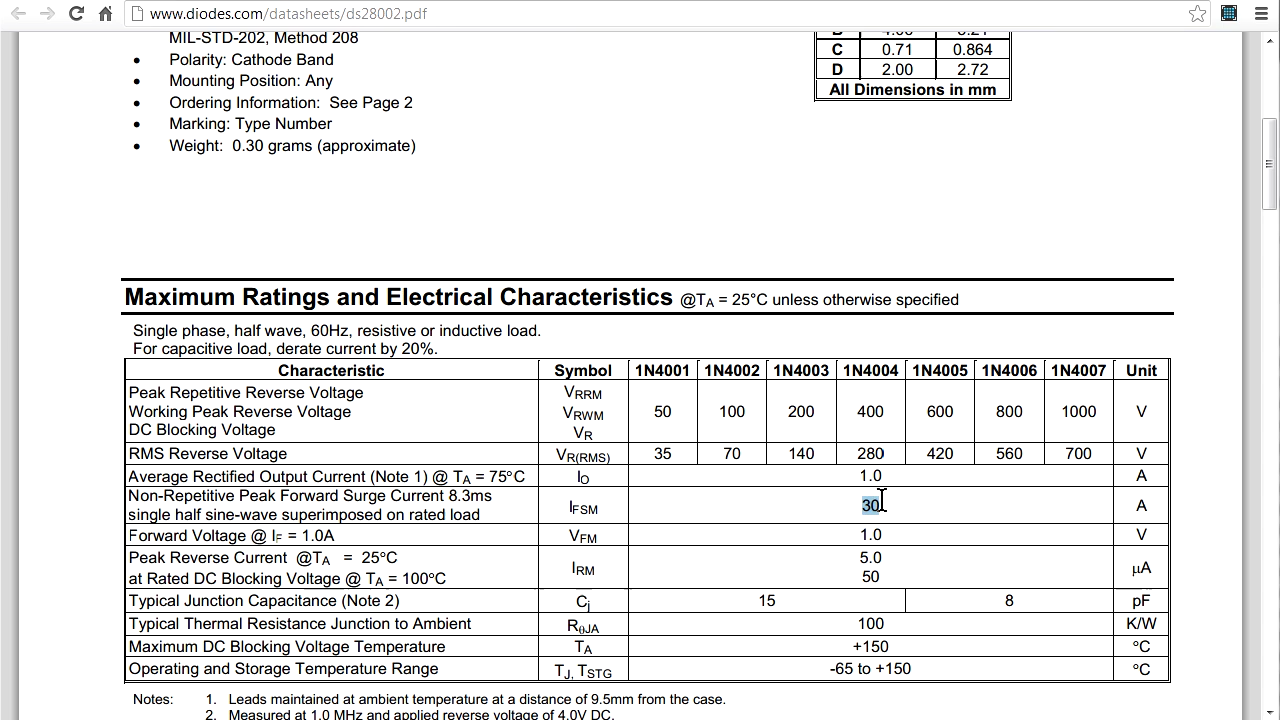 www.diodes.com/datasheets/ds28002.pdf
MIL-STD-202, Method 208
• Polarity: Cathode Band
• Mounting Position: Any
• Ordering Information: See Page 2
• Marking: Type Number
• Weight: 0.30 grams (approximate)
C 0.71 0.864
D 2.00 2.72
All Dimensions in mm
Maximum Ratings and Electrical Characteristics @TA = 25°C unless otherwise specified
Single phase, half wave, 60Hz, resistive or inductive load.
For capacitive load, derate current by 20%.
Characteristic Symbol 1N4001 1N4002 1N4003 1N4004 1N4005 1N4006 1N4007 Unit
Peak Repetitive Reverse Voltage VRRM
Working Peak Reverse Voltage VRWM 50 100 200 400 600 800 1000 V
DC Blocking Voltage VR
RMS Reverse Voltage VR(RMS) 35 70 140 280 420 560 700 V
Average Rectified Output Current (Note 1) @ TA = 75°C IO 1.0 A
Non-Repetitive Peak Forward Surge Current 8.3ms
single half sine-wave superimposed on rated load IFSM 30 A
Forward Voltage @ IF = 1.0A VFM 1.0 V
Peak Reverse Current @TA = 25°C IRM 5.0 µA
at Rated DC Blocking Voltage @ TA = 100°C 50
Typical Junction Capacitance (Note 2) Cj 15 8 pF
Typical Thermal Resistance Junction to Ambient RθJA 100 K/W
Maximum DC Blocking Voltage Temperature TA +150 °C
Operating and Storage Temperature Range TJ, TSTG -65 to +150 °C
Notes: 1. Leads maintained at ambient temperature at a distance of 9.5mm from the case.
2. Measured at 1.0 MHz and applied reverse voltage of 4.0V DC.